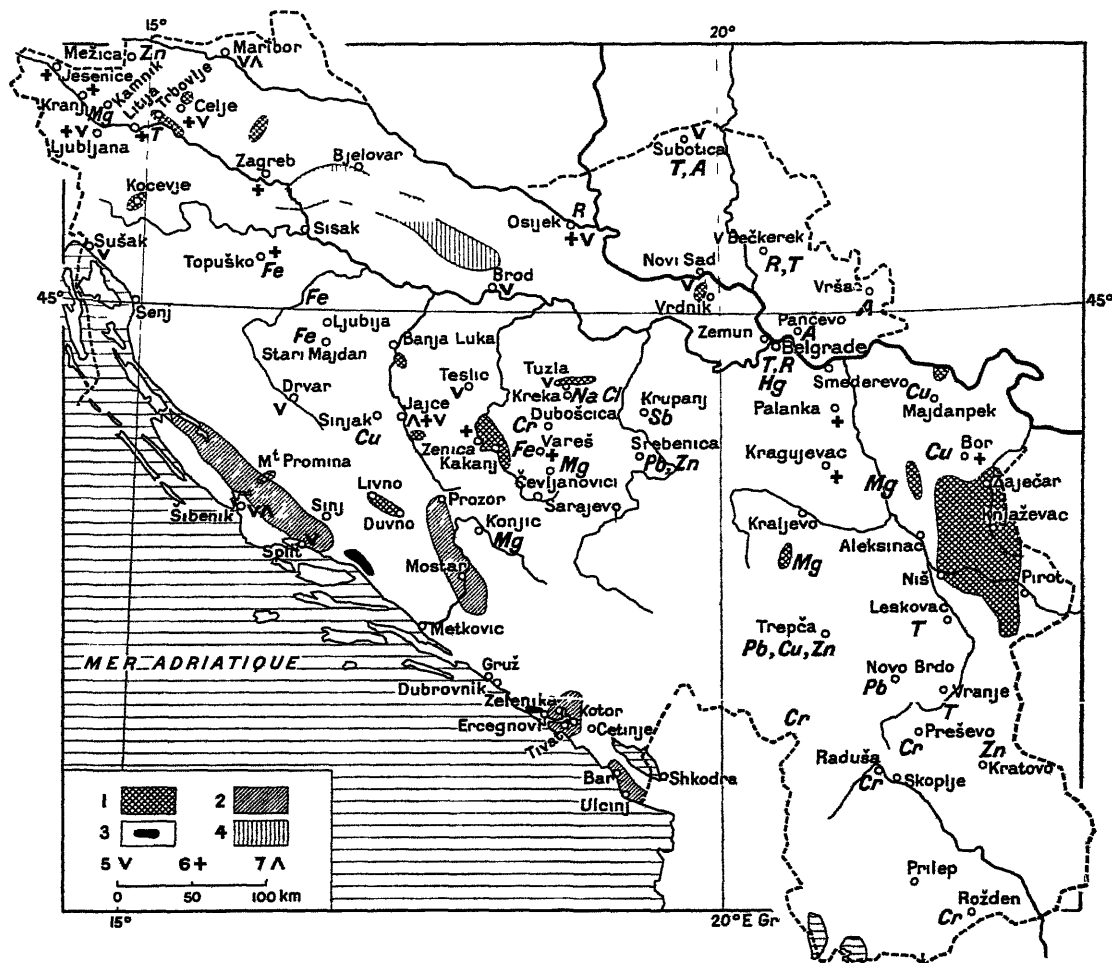 15°
20°
Mežica Zn
Maribor
V Λ
Jesenice
+
+
Kamnik
Trbovlje
Kranj
Mg
Litija
Celje
+ V
+ V
+ T
Ljubljana
V
Subotica
T, A
Zagreb
+
Bjelovar
Kocevje
R
Osijek
+ V
Sisak
Sušak
V
V Bečkerek
R, T
Topuško
+
Fe
Novi Sad
V
Brod
V
Vršac
A
Vrdnik
45°
45°
Senj
Fe
Ljubija
Pančevo
A
Fe
Stari Majdan
Banja Luka
Zemun
Belgrade
T, R
Hg
Smederevo
Teslic
V
Tuzla
V
Kreka
Na Cl
Cu
Majdanpek
Drvar
V
Krupanj
Sb
Palanka
+
Sinjak
Cu
Jajce
Λ + V
Dubošcica
Cr
Bor
Cu +
Zenica
+
Vareš
Fe
+
Srebenica
Pb, Zn
Kragujevac
+
Kakanj
Mg
Mt Promina
Čevljanovici
Mg
Zaječar
Livno
Prozor
Sarajevo
Knjaževac
Šibenik
V Λ
Sinj
Duvno
Konjic
Mg
Kraljevo
Aleksinac
Split
V
Mg
Mostar
Niš
Pirot
Leskovac
T
Metkovic
Trepča
Pb, Cu, Zn
MER ADRIATIQUE
Gruž
Novo Brdo
Pb
Dubrovnik
Vranje
T
Zelenika
Kotor
Ercegnovi
Cetinje
Cr
Preševo
Cr
Tivat
Zn
Kratovo
Raduša
Cr
Bar
Shkodra
Skoplje
Ulcinj
1 2
3 4
5 V 6 + 7 Λ
0 50 100 km
Prilep
Rožden
Cr
15°
20° E Gr